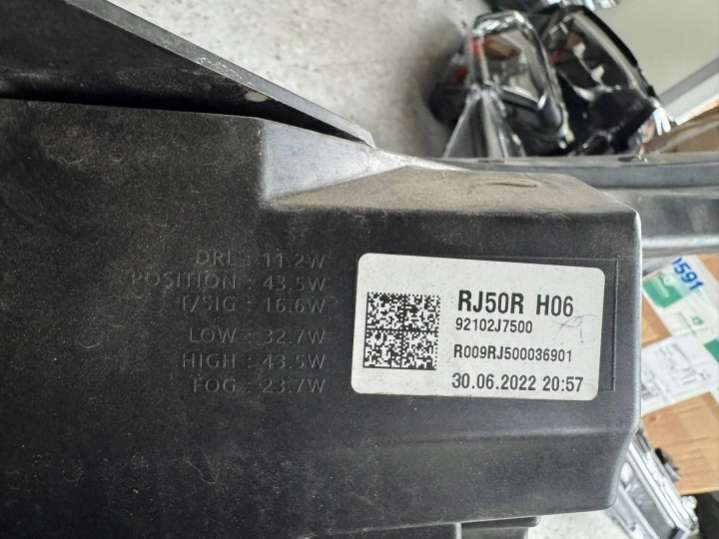 DRL : 11.2W
POSITION : 43.5W
T/SIG : 16.6W
LOW : 32.7W
HIGH : 43.5W
FOG : 23.7W
RJ50R H06
92102J7500
R009RJ500036901
30.06.2022 20:57
0591